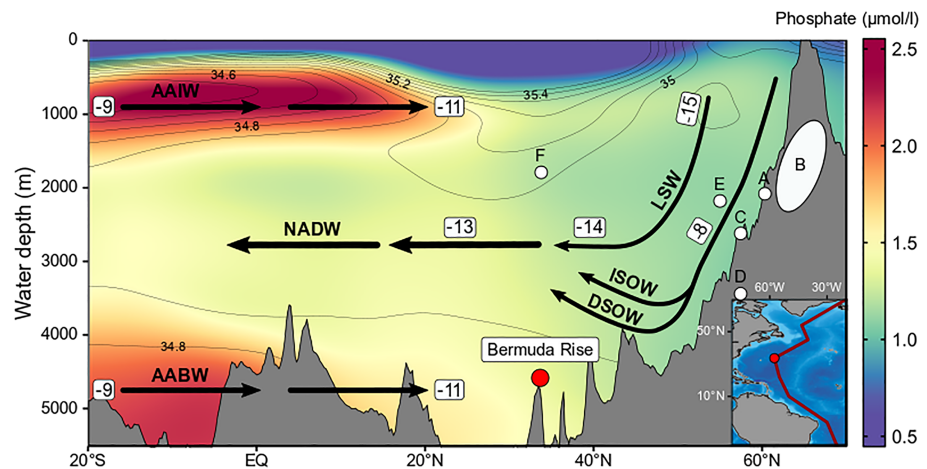 Phosphate (µmol/l)
0
1000
2000
3000
4000
5000
Water depth (m)
34.6
35.2
35.4
35
AAIW
-9
-11
34.8
-15
F
B
A
E
C
LSW
-8
NADW
-13
-14
ISOW
DSOW
D
34.8
AABW
-9
-11
Bermuda Rise
60°W 30°W
50°N
10°N
20°S EQ 20°N 40°N 60°N
2.5
2.0
1.5
1.0
0.5